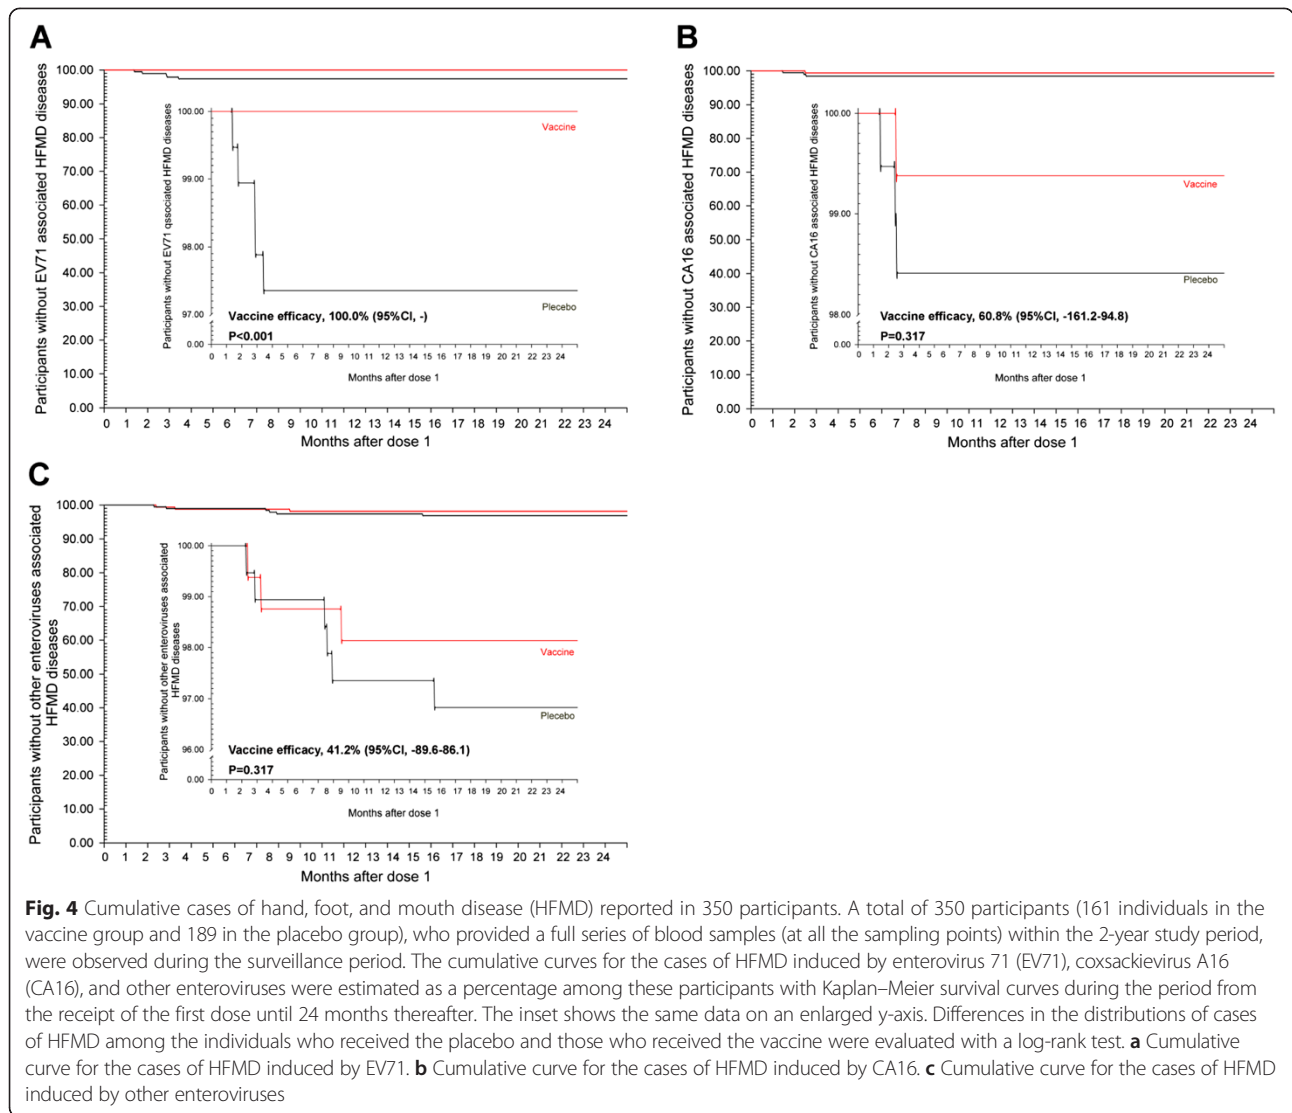 A
Participants without EV71 associated HFMD diseases
100.00
90.00
80.00
70.00
60.00
50.00
40.00
30.00
20.00
10.00
0.00
0 1 2 3 4 5 6 7 8 9 10 11 12 13 14 15 16 17 18 19 20 21 22 23 24
Months after dose 1
Participants without EV71 qssociated HFMD diseases
100.00
99.00
98.00
97.00
0.00
Vaccine
Plecebo
Vaccine efficacy, 100.0% (95%CI, -)
P<0.001
0 1 2 3 4 5 6 7 8 9 10 11 12 13 14 15 16 17 18 19 20 21 22 23 24
Months after dose 1
B
Participants without CA16 associated HFMD diseases
100.00
90.00
80.00
70.00
60.00
50.00
40.00
30.00
20.00
10.00
0.00
0 1 2 3 4 5 6 7 8 9 10 11 12 13 14 15 16 17 18 19 20 21 22 23 24
Months after dose 1
Participants without CA16 associated HFMD diseases
100.00
99.00
98.00
0.00
Vaccine
Plecebo
Vaccine efficacy, 60.8% (95%CI, -161.2-94.8)
P=0.317
0 1 2 3 4 5 6 7 8 9 10 11 12 13 14 15 16 17 18 19 20 21 22 23 24
Months after dose 1
C
Participants without other enteroviruses associated
HFMD diseases
100.00
90.00
80.00
70.00
60.00
50.00
40.00
30.00
20.00
10.00
0.00
0 1 2 3 4 5 6 7 8 9 10 11 12 13 14 15 16 17 18 19 20 21 22 23 24
Months after dose 1
Participants without other enteroviruses associated
HFMD diseases
100.00
99.00
98.00
97.00
96.00
0.00
Vaccine
Plecebo
Vaccine efficacy, 41.2% (95%CI, -89.6-86.1)
P=0.317
0 1 2 3 4 5 6 7 8 9 10 11 12 13 14 15 16 17 18 19 20 21 22 23 24
Months after dose 1
Fig. 4 Cumulative cases of hand, foot, and mouth disease (HFMD) reported in 350 participants. A total of 350 participants (161 individuals in the
vaccine group and 189 in the placebo group), who provided a full series of blood samples (at all the sampling points) within the 2-year study period,
were observed during the surveillance period. The cumulative curves for the cases of HFMD induced by enterovirus 71 (EV71), coxsackievirus A16
(CA16), and other enteroviruses were estimated as a percentage among these participants with Kaplan–Meier survival curves during the period from
the receipt of the first dose until 24 months thereafter. The inset shows the same data on an enlarged y-axis. Differences in the distributions of cases
of HFMD among the individuals who received the placebo and those who received the vaccine were evaluated with a log-rank test. a Cumulative
curve for the cases of HFMD induced by EV71. b Cumulative curve for the cases of HFMD induced by CA16. c Cumulative curve for the cases of HFMD
induced by other enteroviruses